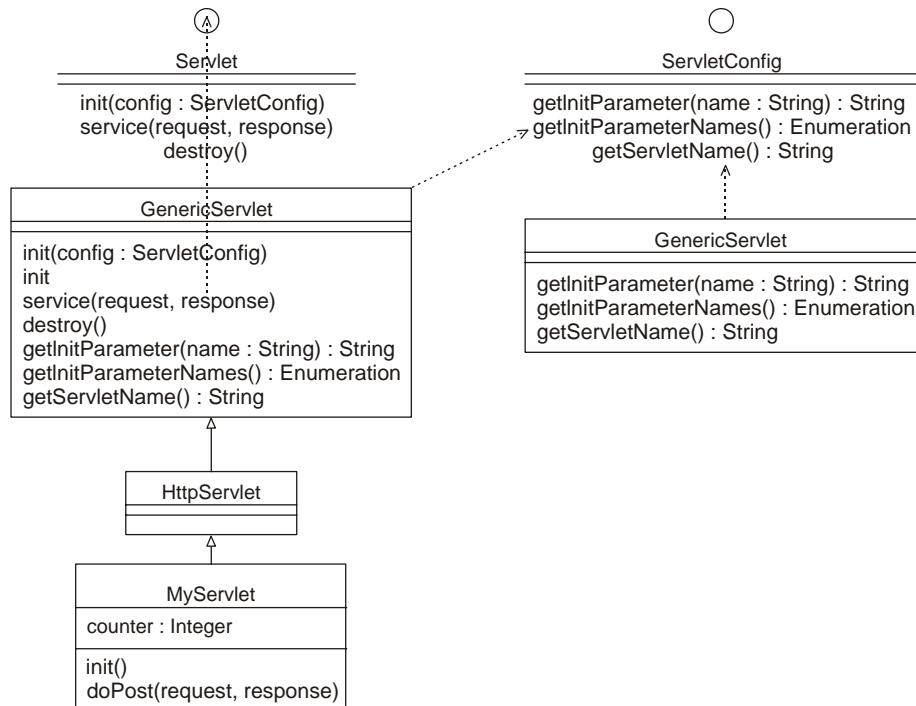 Servlet
init(config : ServletConfig)
service(request, response)
destroy()
ServletConfig
getInitParameter(name : String) : String
getInitParameterNames() : Enumeration
getServletName() : String
GenericServlet
init(config : ServletConfig)
init
service(request, response)
destroy()
getInitParameter(name : String) : String
getInitParameterNames() : Enumeration
getServletName() : String
GenericServlet
getInitParameter(name : String) : String
getInitParameterNames() : Enumeration
getServletName() : String
HttpServlet
MyServlet
counter : Integer
init()
doPost(request, response)